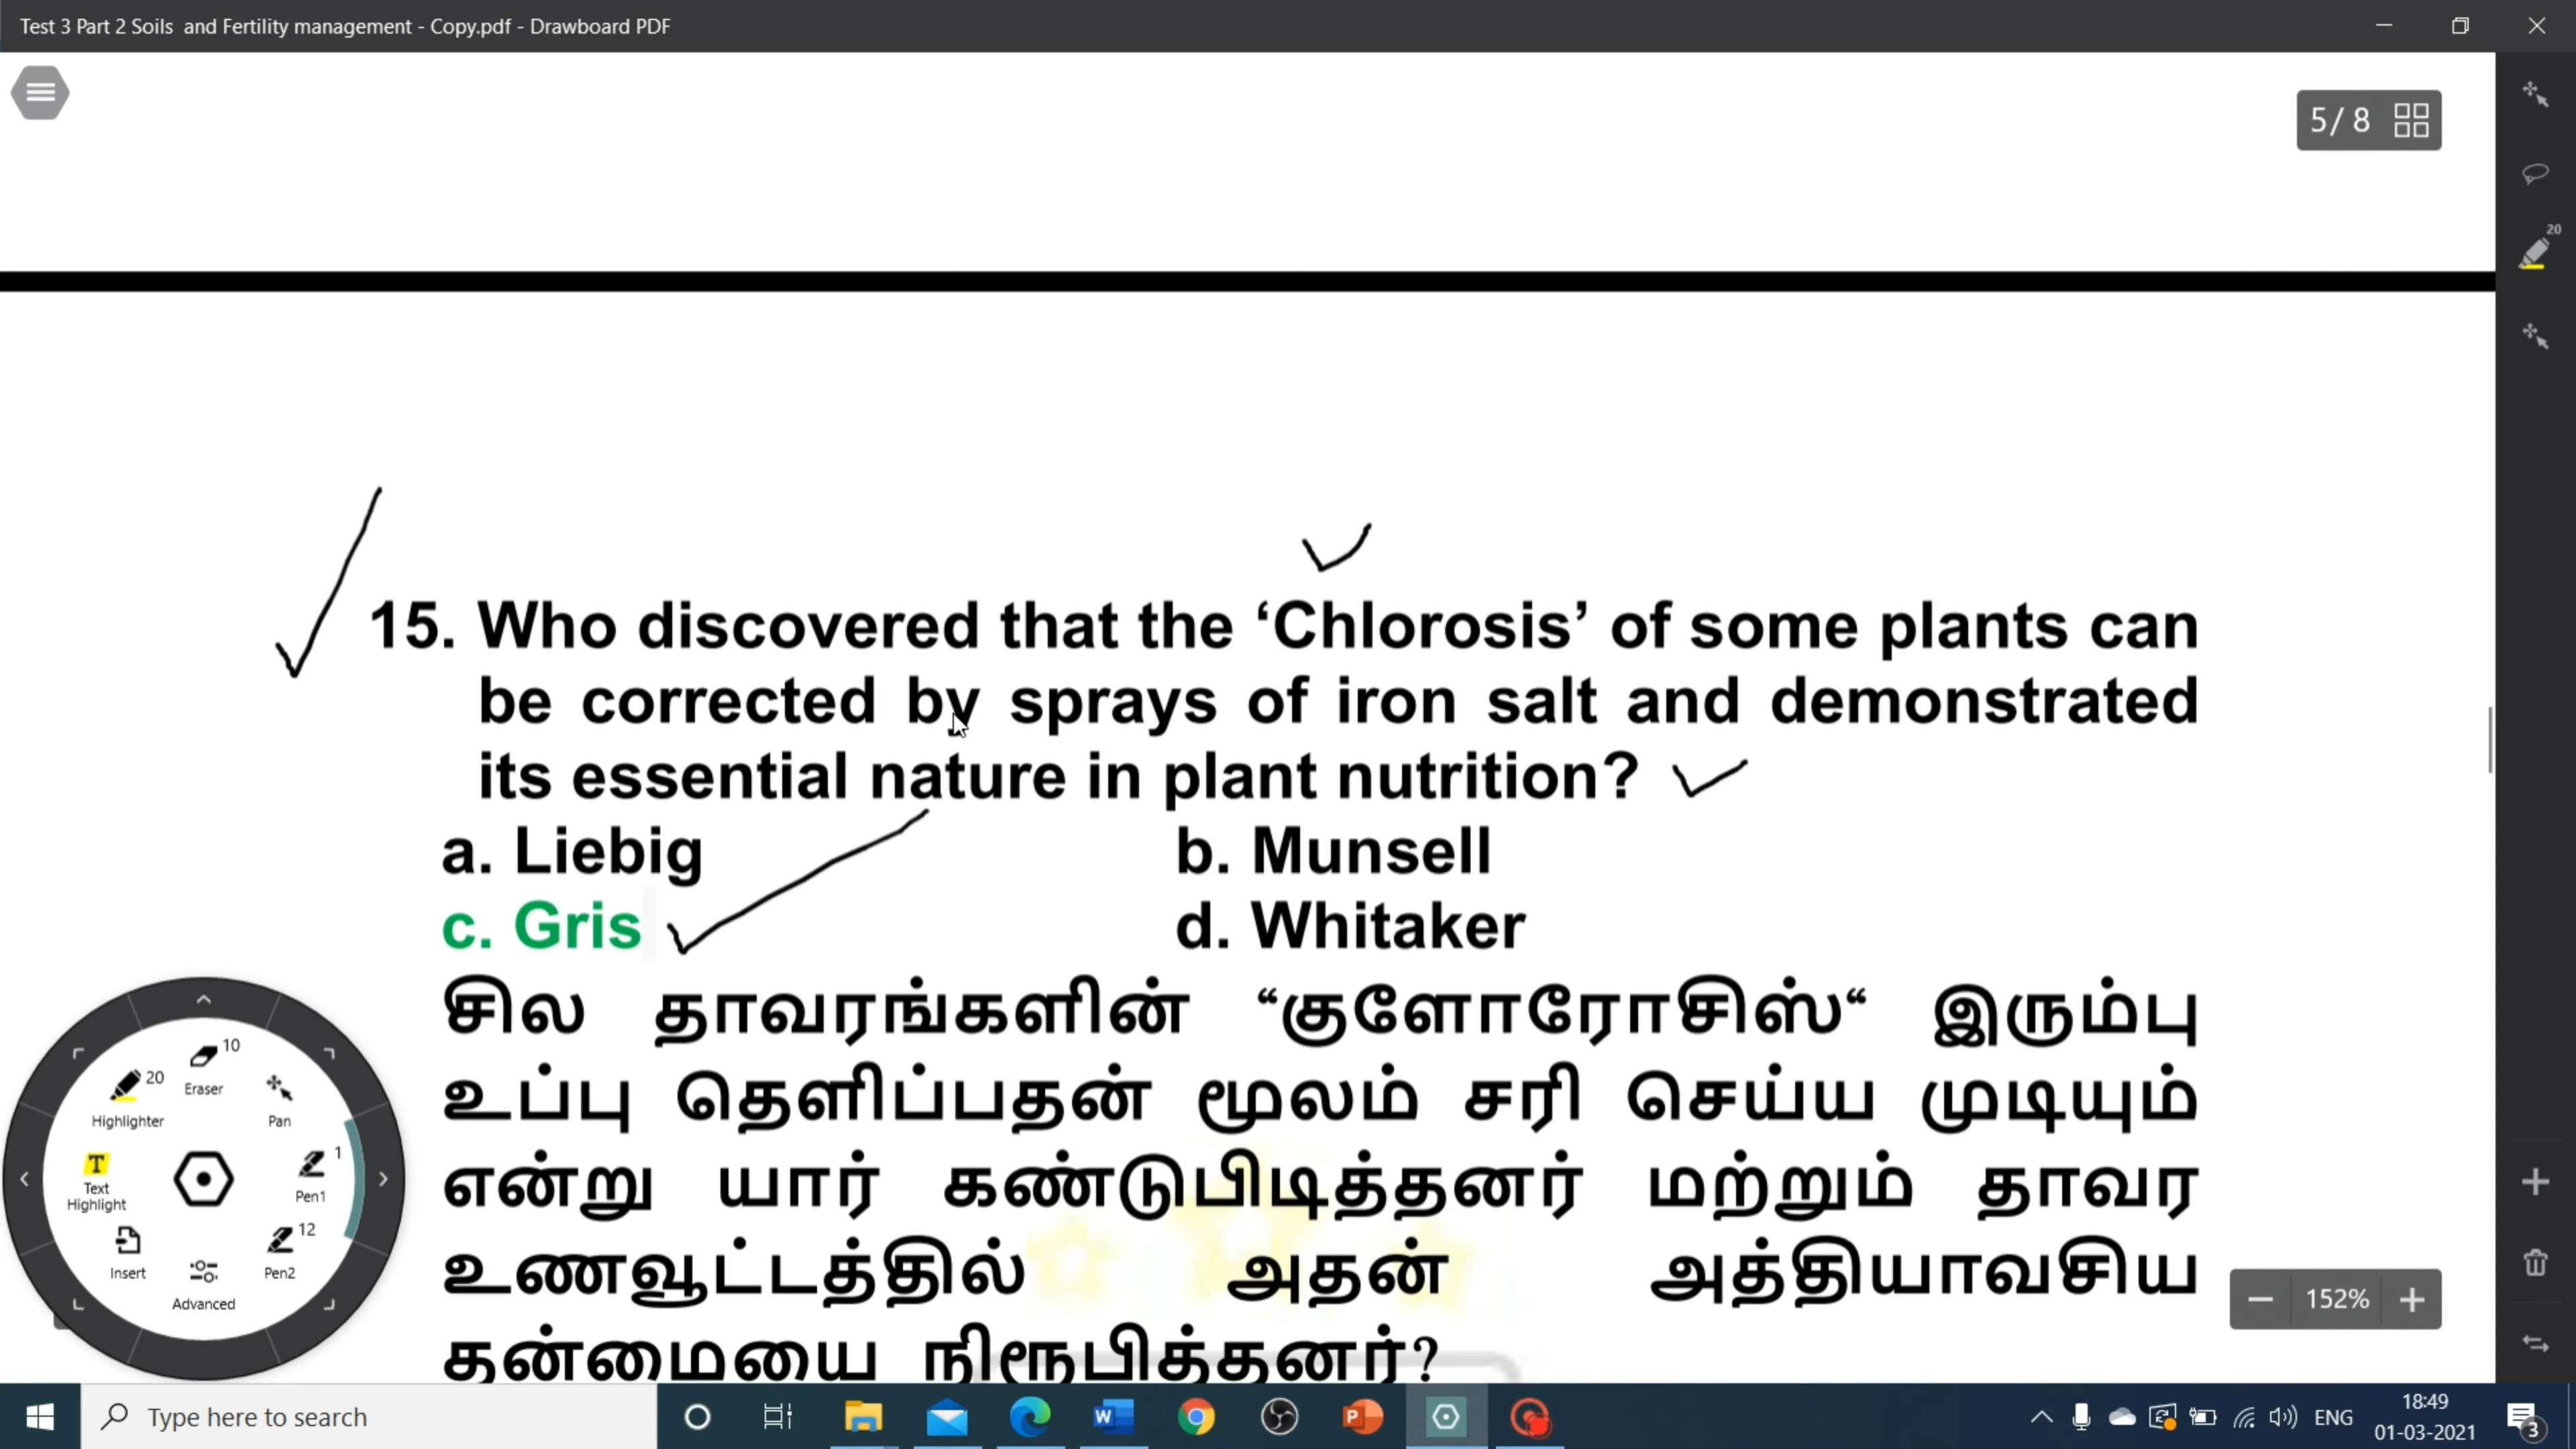 Test 3 Part 2 Soils and Fertility management - Copy.pdf - Drawboard PDF
5/ 8
20
15. Who discovered that the ‘Chlorosis’ of some plants can
be corrected by sprays of iron salt and demonstrated
its essential nature in plant nutrition?
a. Liebig b. Munsell
c. Gris d. Whitaker
சில தாவரங்களின் “குளோரோசிஸ்“ இரும்பு
உப்பு தெளிப்பதன் மூலம் சரி செய்ய முடியும்
என்று யார் கண்டுபிடித்தனர் மற்றும் தாவர
உணவூட்டத்தில் அதன் அத்தியாவசிய
தன்மையை நிரூபித்தனர்?
10
Eraser
20
Highlighter
Pan
T
Text
Highlight
1
Pen1
Insert
12
Pen2
Advanced
152%
Type here to search
W
P
ENG
18:49
01-03-2021
3